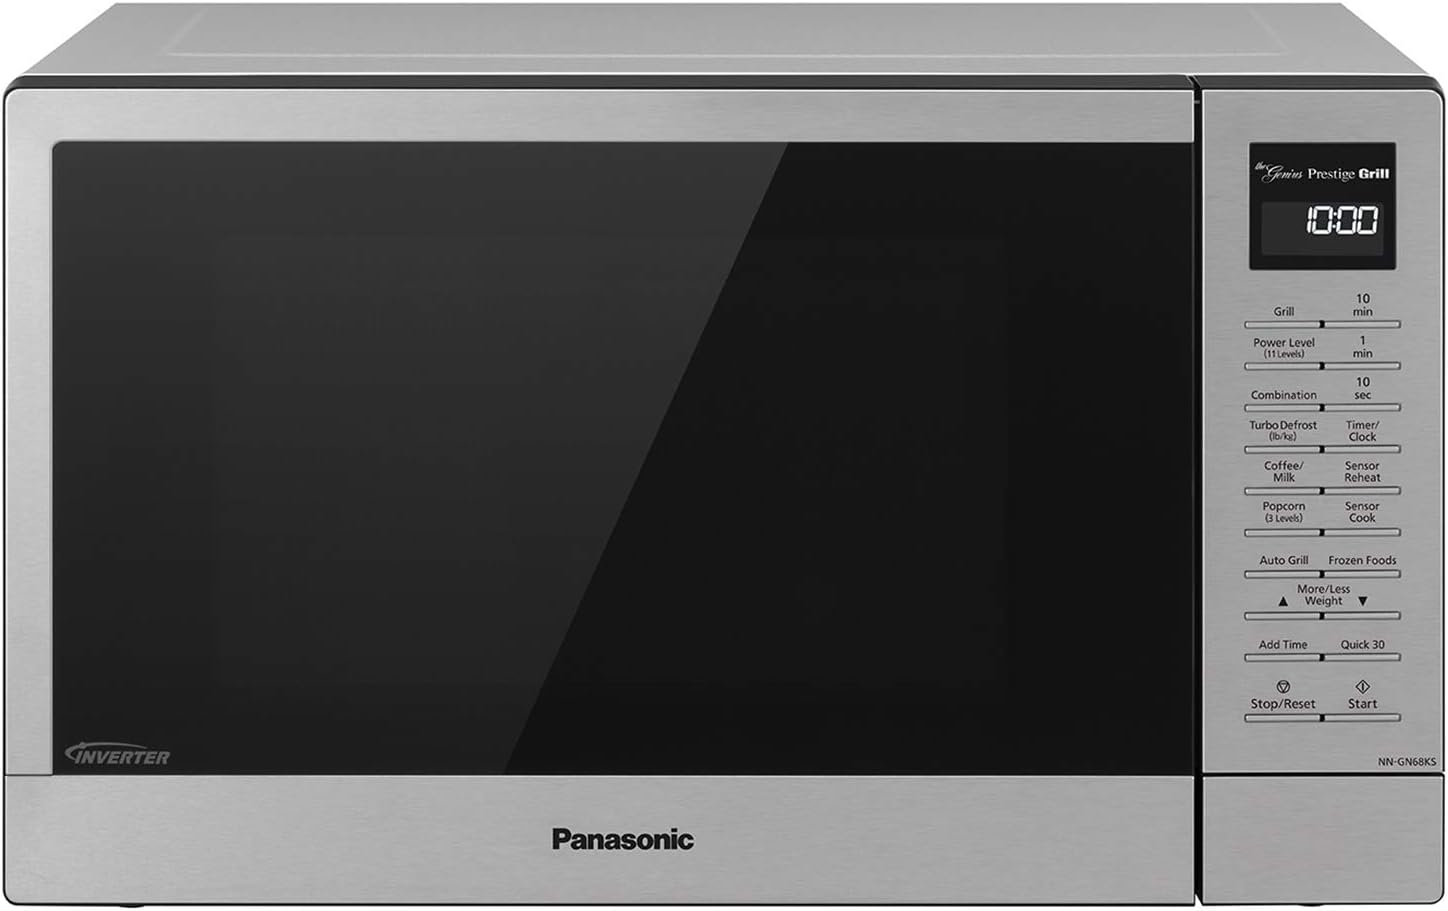 the Genius Prestige Grill
10:00
Grill
10 min
Power Level (11 Levels)
1 min
Combination
10 sec
Turbo Defrost (lb/kg)
Timer/ Clock
Coffee/ Milk
Sensor Reheat
Popcorn (3 Levels)
Sensor Cook
Auto Grill
Frozen Foods
More/Less
▲ Weight ▼
Add Time
Quick 30
Stop/Reset
Start
NN-GN68KS
INVERTER
Panasonic